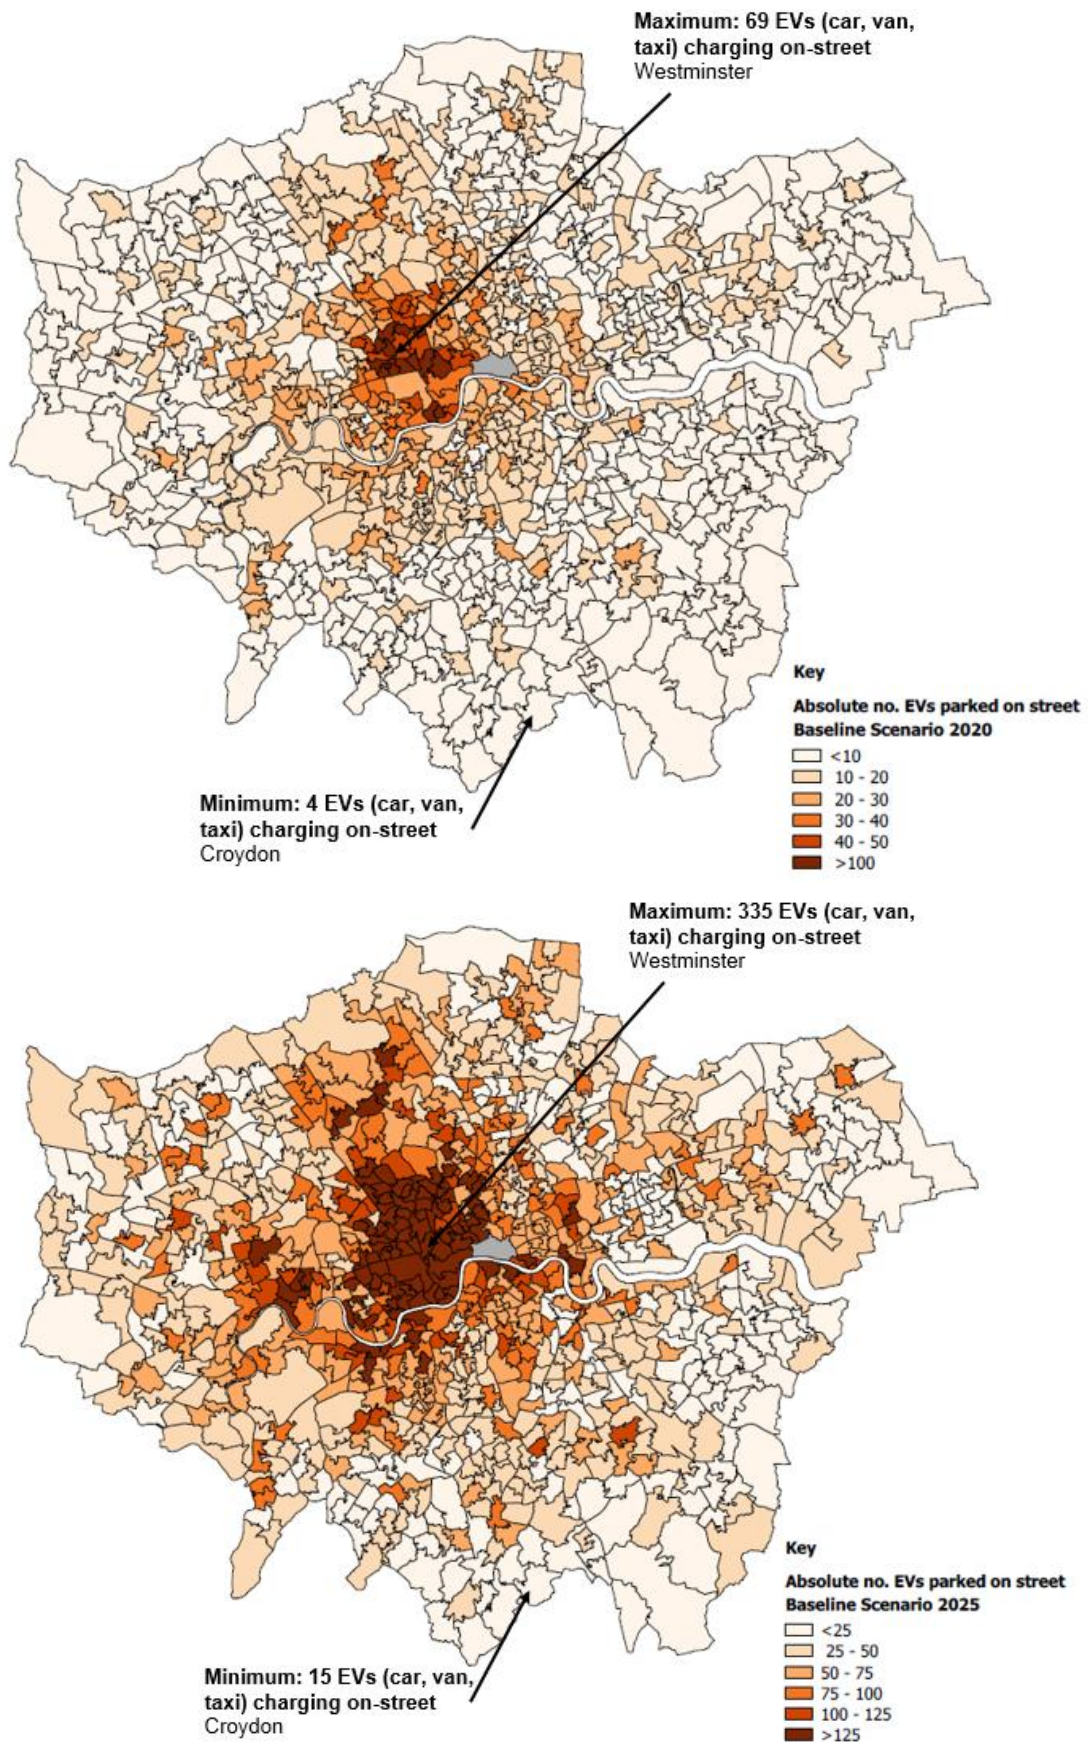 Maximum: 69 EVs (car, van,
taxi) charging on-street
Westminster
Key
Absolute no. EVs parked on street
Baseline Scenario 2020
<10
10 - 20
20 - 30
30 - 40
40 - 50
>100
Minimum: 4 EVs (car, van,
taxi) charging on-street
Croydon
Maximum: 335 EVs (car, van,
taxi) charging on-street
Westminster
Key
Absolute no. EVs parked on street
Baseline Scenario 2025
<25
25 - 50
50 - 75
75 - 100
100 - 125
>125
Minimum: 15 EVs (car, van,
taxi) charging on-street
Croydon